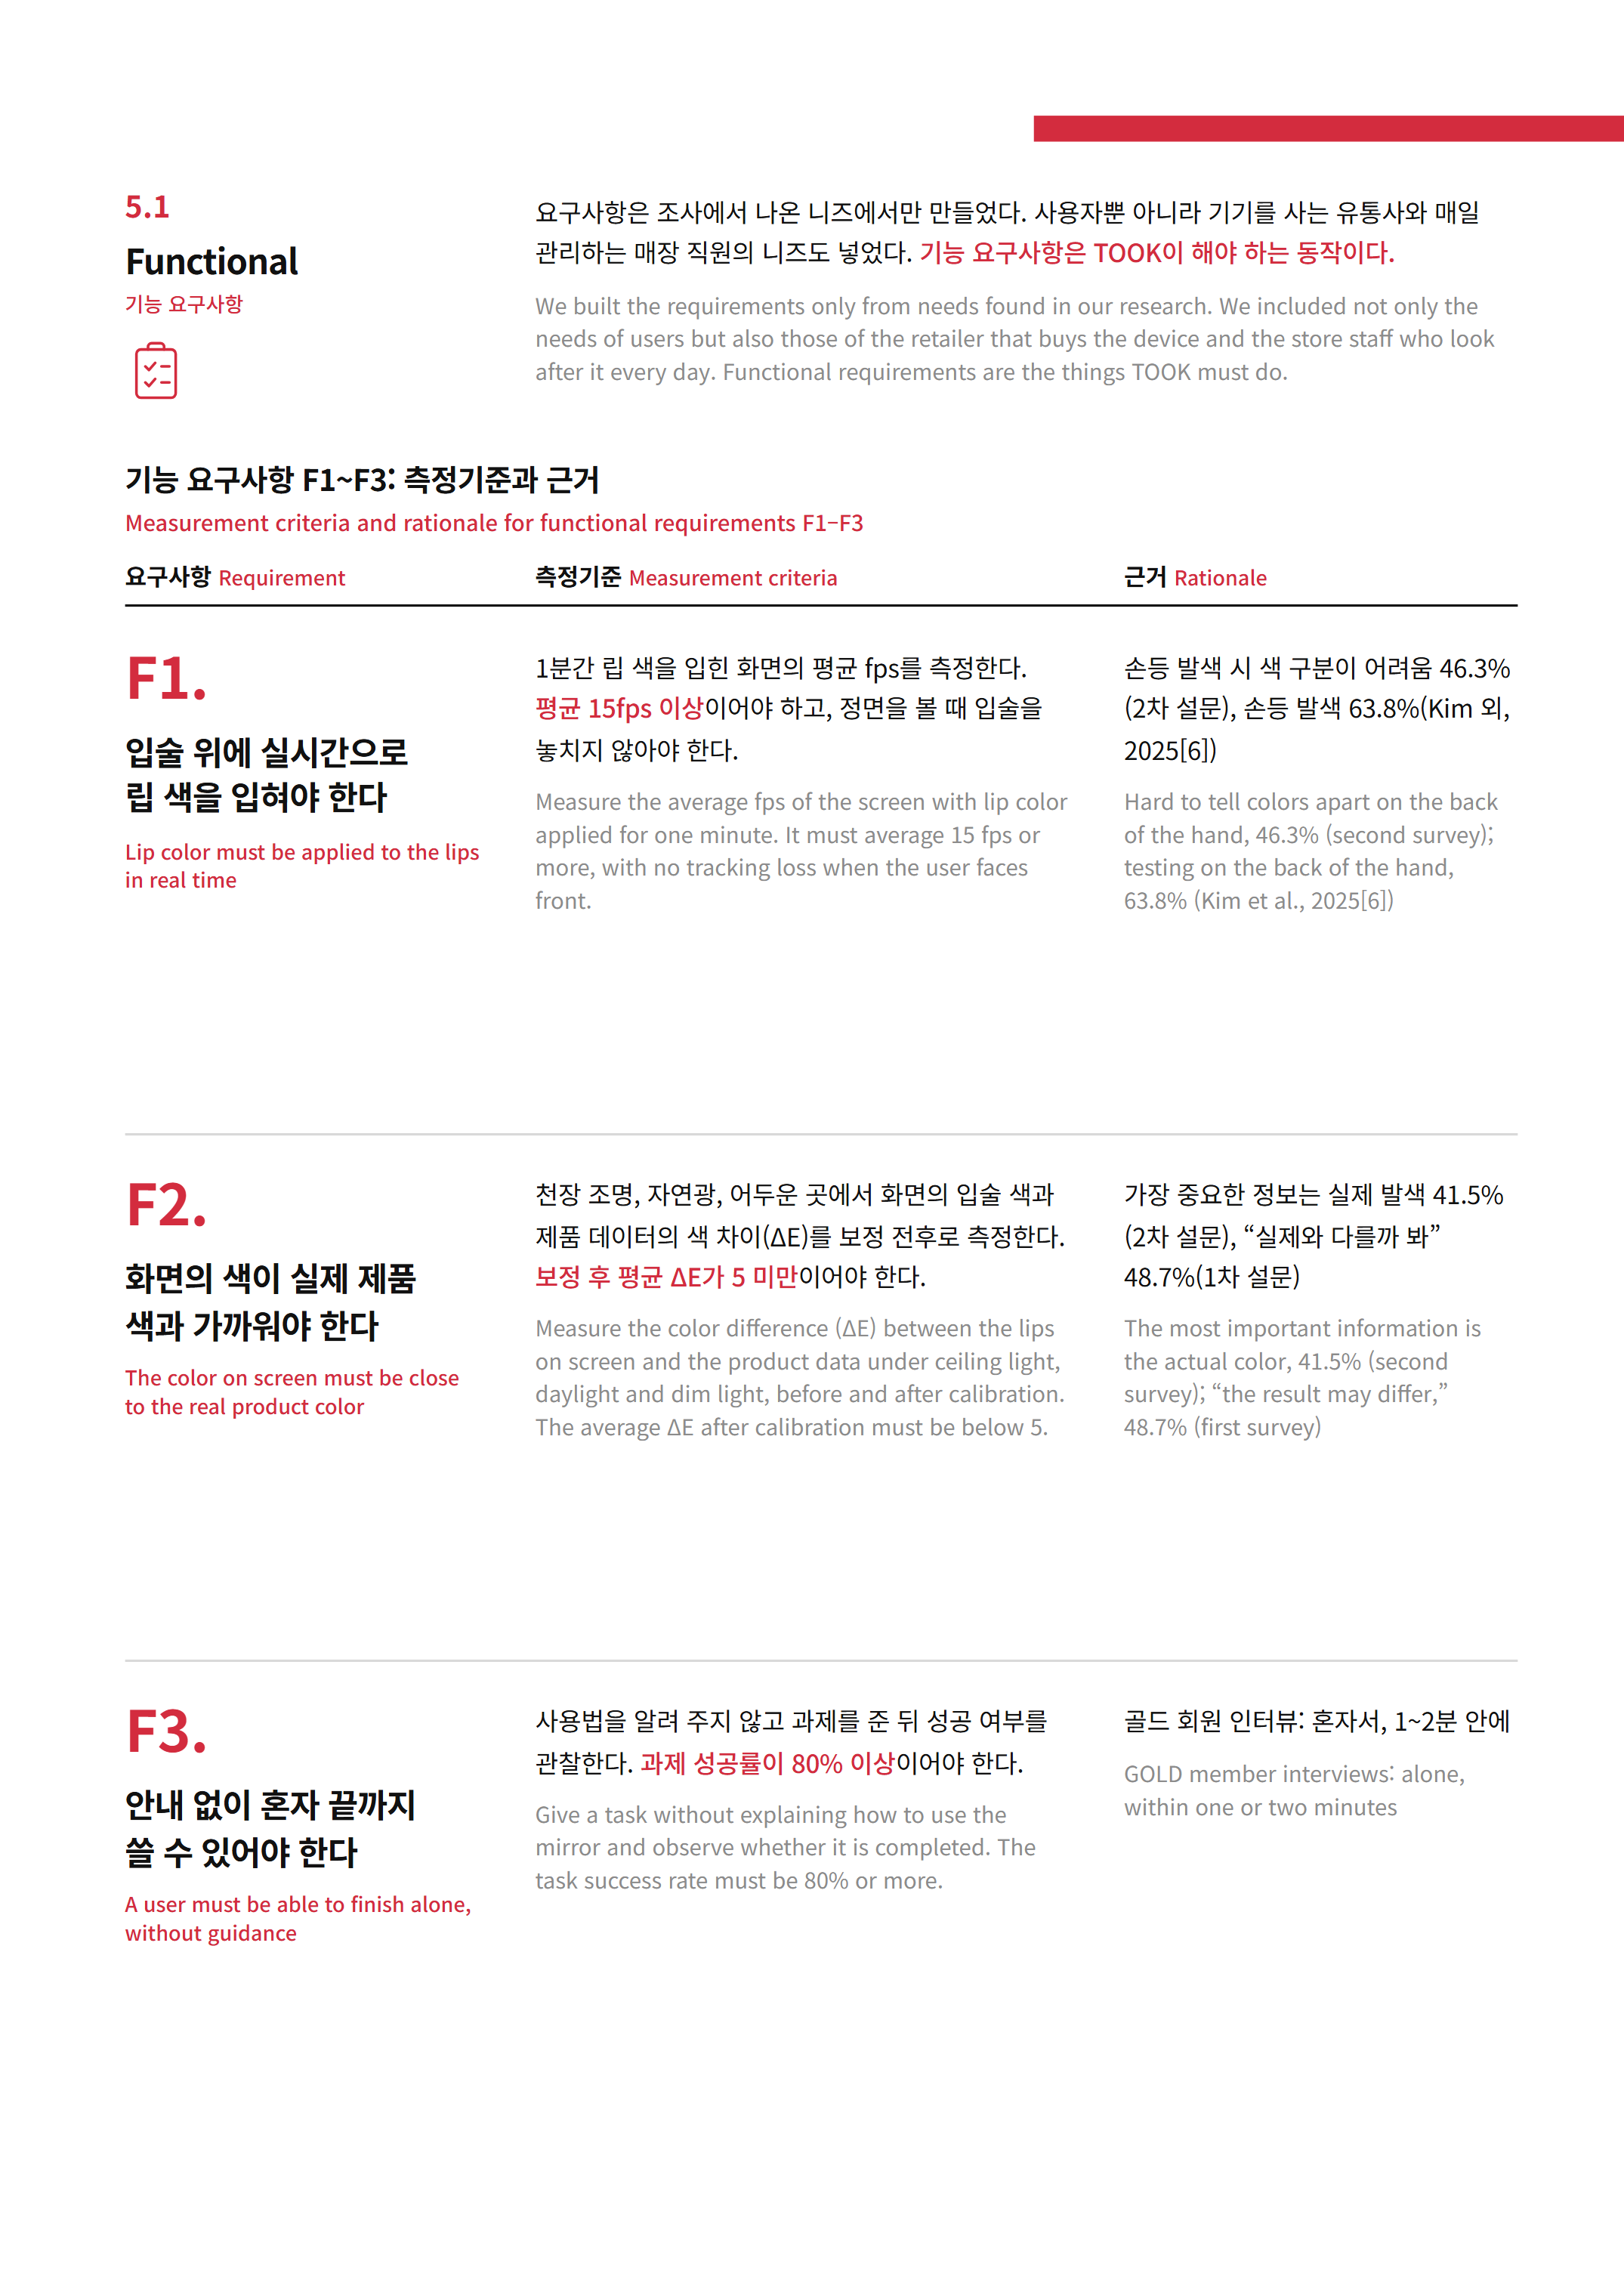 5.1
Functional
기능 요구사항
요구사항은 조사에서 나온 니즈에서만 만들었다. 사용자뿐 아니라 기기를 사는 유통사와 매일
관리하는 매장 직원의 니즈도 넣었다. 기능 요구사항은 TOOK이 해야 하는 동작이다.
We built the requirements only from needs found in our research. We included not only the
needs of users but also those of the retailer that buys the device and the store staff who look
after it every day. Functional requirements are the things TOOK must do.
기능 요구사항 F1~F3: 측정기준과 근거
Measurement criteria and rationale for functional requirements F1–F3
요구사항 Requirement
측정기준 Measurement criteria
근거 Rationale
F1.
입술 위에 실시간으로
립 색을 입혀야 한다
Lip color must be applied to the lips
in real time
1분간 립 색을 입힌 화면의 평균 fps를 측정한다.
평균 15fps 이상이어야 하고, 정면을 볼 때 입술을
놓치지 않아야 한다.
Measure the average fps of the screen with lip color
applied for one minute. It must average 15 fps or
more, with no tracking loss when the user faces
front.
손등 발색 시 색 구분이 어려움 46.3%
(2차 설문), 손등 발색 63.8%(Kim 외,
2025[6])
Hard to tell colors apart on the back
of the hand, 46.3% (second survey);
testing on the back of the hand,
63.8% (Kim et al., 2025[6])
F2.
화면의 색이 실제 제품
색과 가까워야 한다
The color on screen must be close
to the real product color
천장 조명, 자연광, 어두운 곳에서 화면의 입술 색과
제품 데이터의 색 차이(ΔE)를 보정 전후로 측정한다.
보정 후 평균 ΔE가 5 미만이어야 한다.
Measure the color difference (ΔE) between the lips
on screen and the product data under ceiling light,
daylight and dim light, before and after calibration.
The average ΔE after calibration must be below 5.
가장 중요한 정보는 실제 발색 41.5%
(2차 설문), “실제와 다를까 봐”
48.7%(1차 설문)
The most important information is
the actual color, 41.5% (second
survey); “the result may differ,”
48.7% (first survey)
F3.
안내 없이 혼자 끝까지
쓸 수 있어야 한다
A user must be able to finish alone,
without guidance
사용법을 알려 주지 않고 과제를 준 뒤 성공 여부를
관찰한다. 과제 성공률이 80% 이상이어야 한다.
Give a task without explaining how to use the
mirror and observe whether it is completed. The
task success rate must be 80% or more.
골드 회원 인터뷰: 혼자서, 1~2분 안에
GOLD member interviews: alone,
within one or two minutes